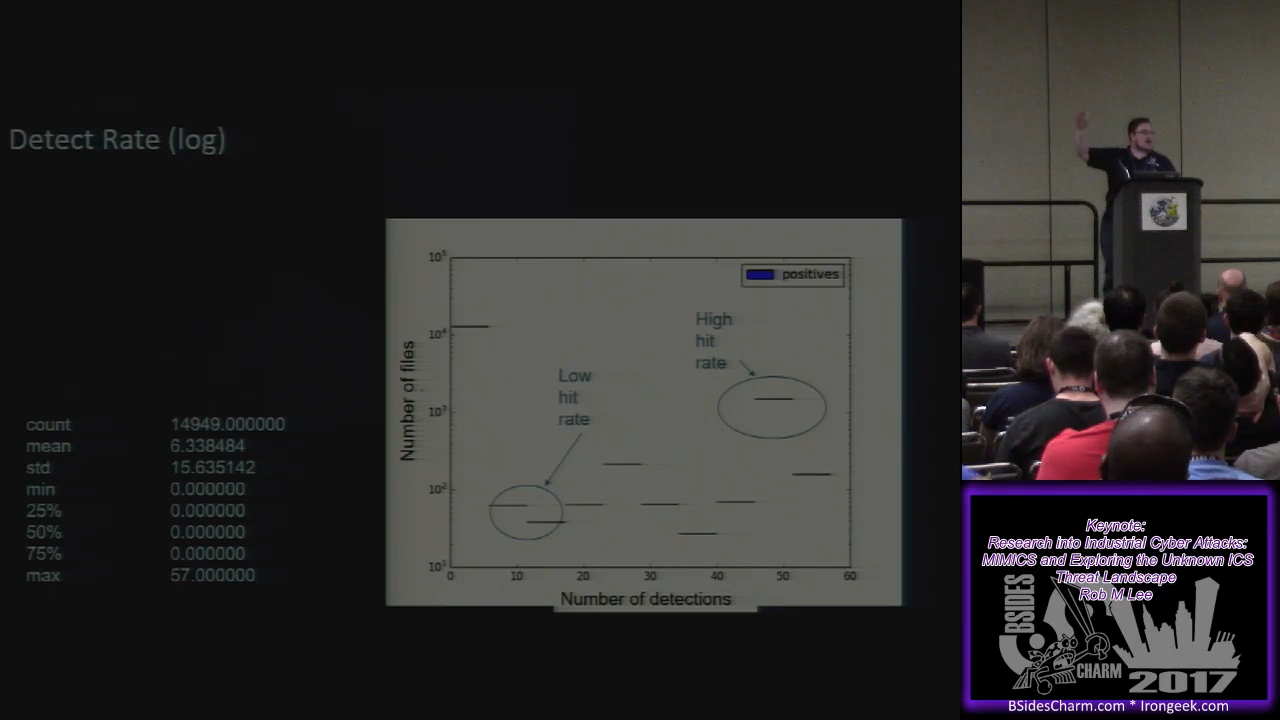 Detect Rate (log)
count 14949.000000
mean 6.338484
std 15.635142
min 0.000000
25% 0.000000
50% 0.000000
75% 0.000000
max 57.000000
positives
High
hit
rate
Low
hit
rate
Number of files
10^5
10^4
10^3
10^2
10^1
0 10 20 30 40 50 60
Number of detections
Keynote:
Research into Industrial Cyber Attacks:
MIMICS and Exploring the Unknown ICS
Threat Landscape
Rob M Lee
BSIDES
CHARM
2017
BSidesCharm.com * Irongeek.com